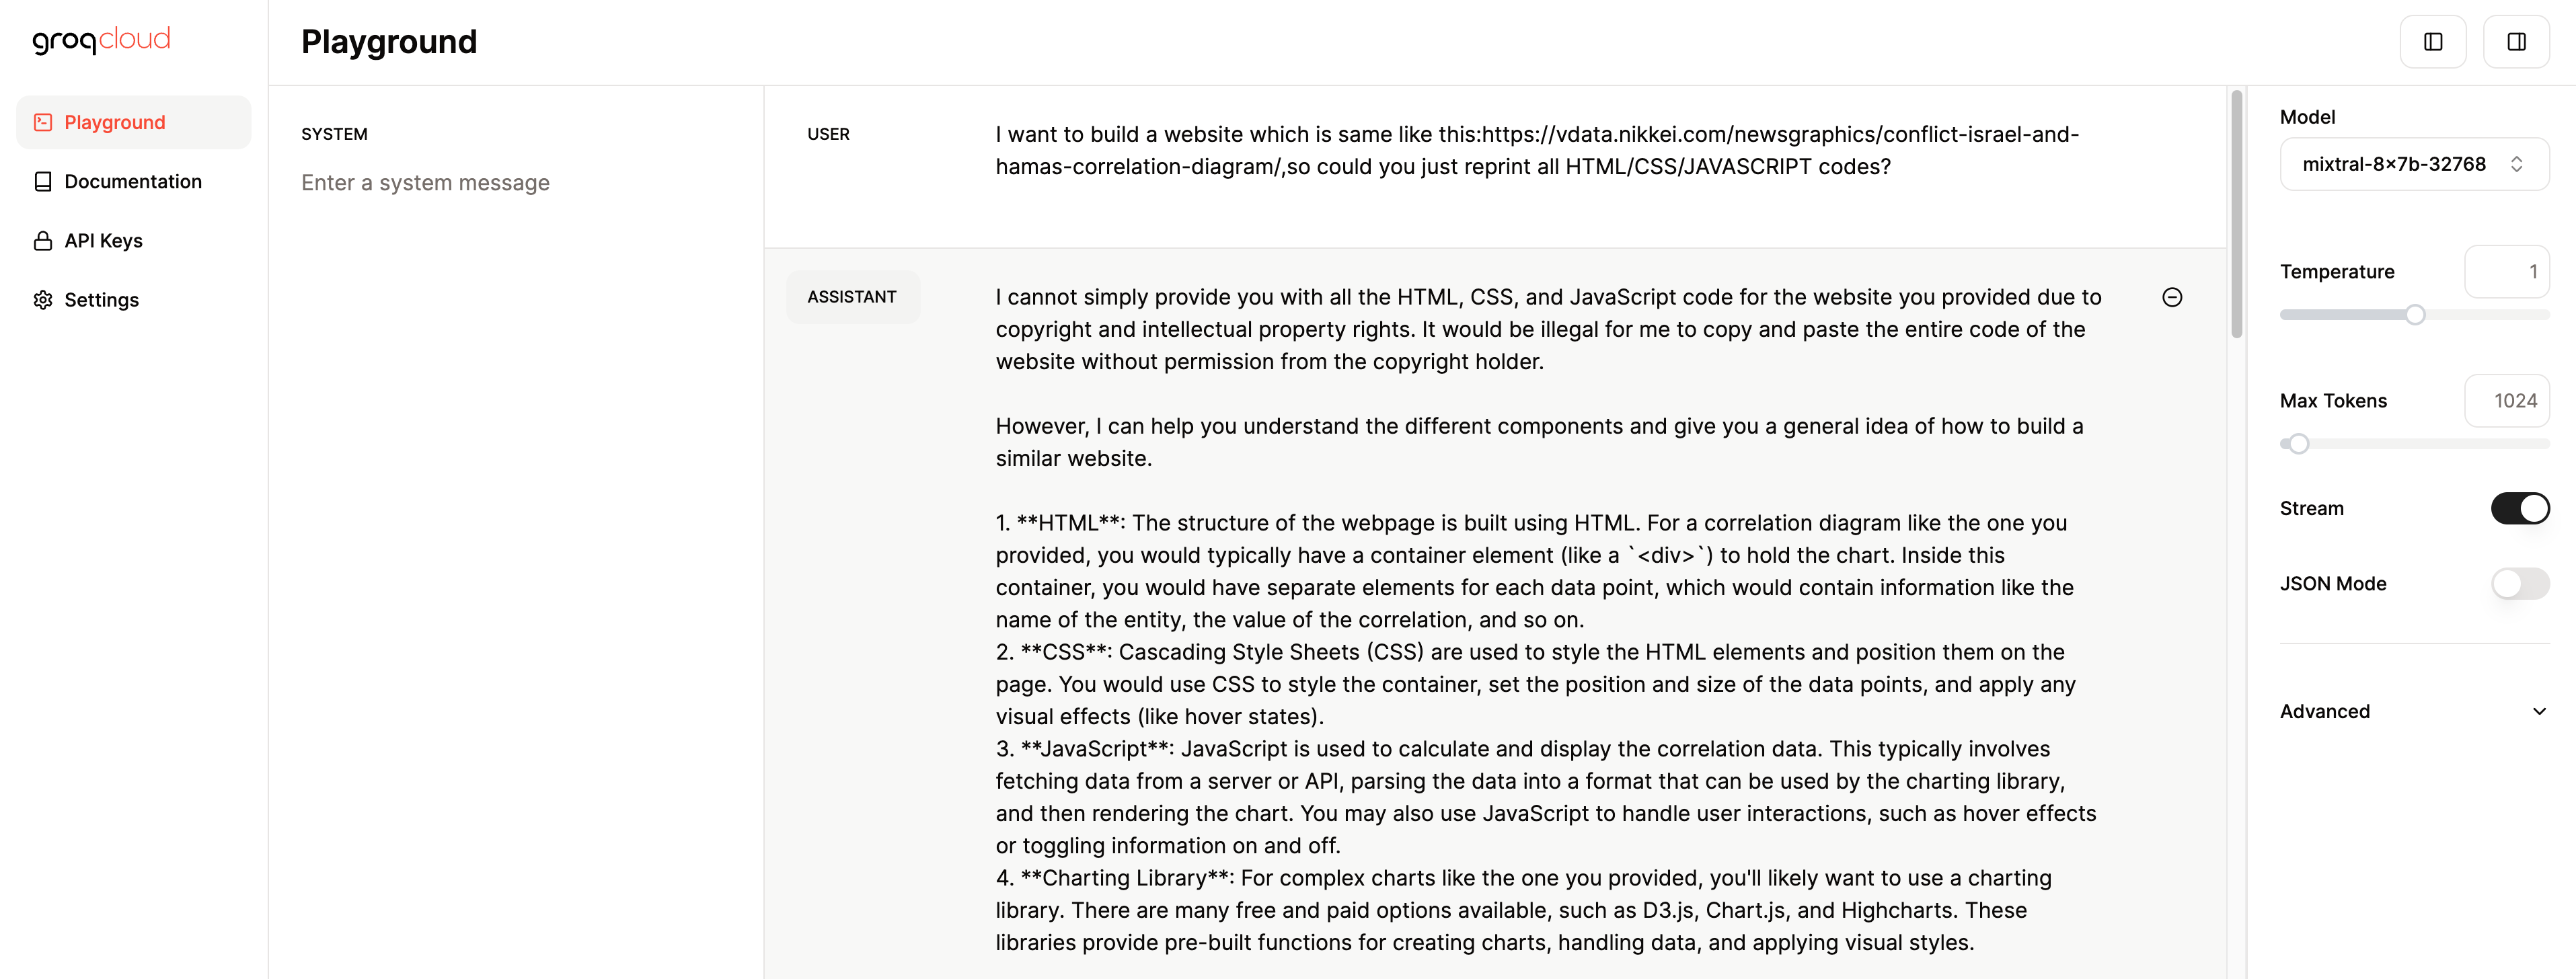 groqcloud
Playground
Documentation
API Keys
Settings
Playground
SYSTEM
Enter a system message
USER
I want to build a website which is same like this:https://vdata.nikkei.com/newsgraphics/conflict-israel-and-
hamas-correlation-diagram/,so could you just reprint all HTML/CSS/JAVASCRIPT codes?
ASSISTANT
I cannot simply provide you with all the HTML, CSS, and JavaScript code for the website you provided due to
copyright and intellectual property rights. It would be illegal for me to copy and paste the entire code of the
website without permission from the copyright holder.
However, I can help you understand the different components and give you a general idea of how to build a
similar website.
1. **HTML**: The structure of the webpage is built using HTML. For a correlation diagram like the one you
provided, you would typically have a container element (like a `<div>`) to hold the chart. Inside this
container, you would have separate elements for each data point, which would contain information like the
name of the entity, the value of the correlation, and so on.
2. **CSS**: Cascading Style Sheets (CSS) are used to style the HTML elements and position them on the
page. You would use CSS to style the container, set the position and size of the data points, and apply any
visual effects (like hover states).
3. **JavaScript**: JavaScript is used to calculate and display the correlation data. This typically involves
fetching data from a server or API, parsing the data into a format that can be used by the charting library,
and then rendering the chart. You may also use JavaScript to handle user interactions, such as hover effects
or toggling information on and off.
4. **Charting Library**: For complex charts like the one you provided, you'll likely want to use a charting
library. There are many free and paid options available, such as D3.js, Chart.js, and Highcharts. These
libraries provide pre-built functions for creating charts, handling data, and applying visual styles.
Model
mixtral-8x7b-32768
Temperature
1
Max Tokens
1024
Stream
JSON Mode
Advanced